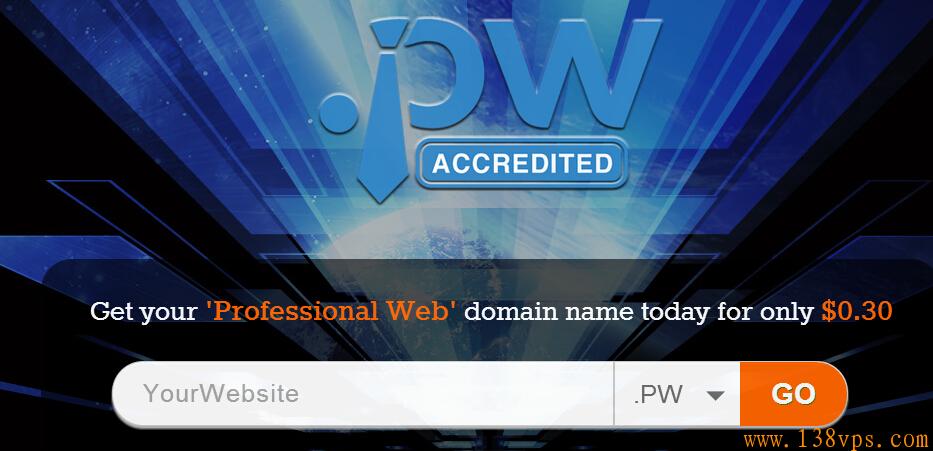 .PW
ACCREDITED
Get your 'Professional Web' domain name today for only $0.30
YourWebsite .PW GO
www.138vps.com